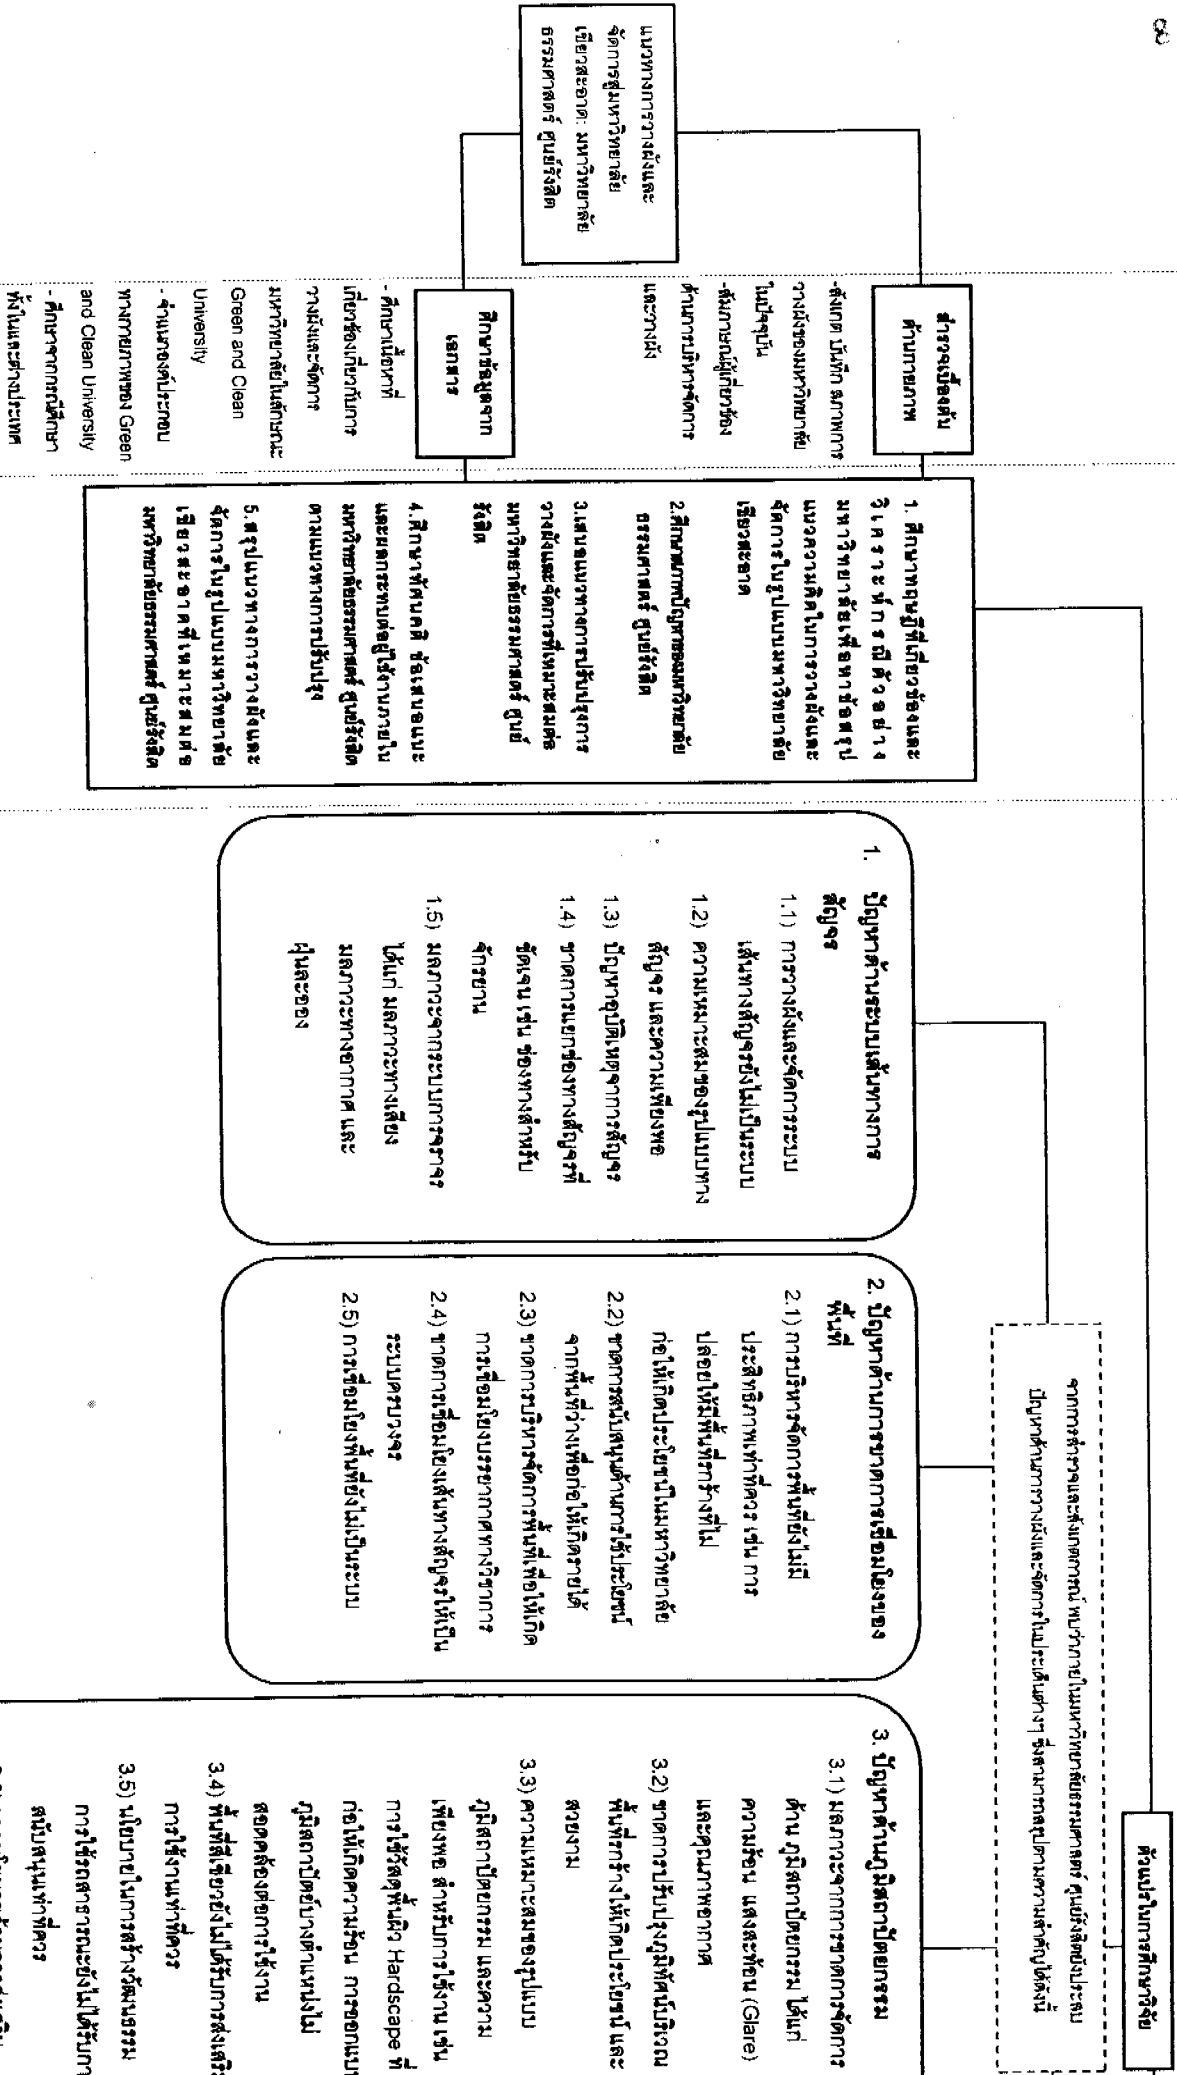 8
แนวทางการวางผังและ
จัดการสู่มหาวิทยาลัย
เขียวสะอาด: มหาวิทยาลัย
ธรรมศาสตร์ ศูนย์รังสิต
สำรวจเบื้องต้น
ด้านกายภาพ
-สังเกต บันทึก สภาพการ
วางผังของมหาวิทยาลัย
ในปัจจุบัน
-สัมภาษณ์ผู้เกี่ยวข้อง
ด้านการบริหารจัดการ
และวางผัง
ศึกษาข้อมูลจาก
เอกสาร
- ศึกษาเนื้อหาที่
เกี่ยวข้องเกี่ยวกับการ
วางผังและจัดการ
มหาวิทยาลัยในลักษณะ
Green and Clean
University
- จำแนกองค์ประกอบ
ทางกายภาพของ Green
and Clean University
- ศึกษาจากกรณีศึกษา
ทั้งในและต่างประเทศ
1. ศึกษาทฤษฎีที่เกี่ยวข้องและ
วิเคราะห์กรณีตัวอย่าง
มหาวิทยาลัยเพื่อหาข้อสรุป
แนวความคิดในการวางผังและ
จัดการในรูปแบบมหาวิทยาลัย
เขียวสะอาด
2.ศึกษาสภาพปัญหาของมหาวิทยาลัย
ธรรมศาสตร์ ศูนย์รังสิต
3.เสนอแนวทางการปรับปรุงการ
วางผังและจัดการที่เหมาะสมต่อ
มหาวิทยาลัยธรรมศาสตร์ ศูนย์
รังสิต
4.ศึกษาทัศนคติ ข้อเสนอแนะ
และผลกระทบต่อผู้ใช้งานภายใน
มหาวิทยาลัยธรรมศาสตร์ ศูนย์รังสิต
ตามแนวทางการปรับปรุง
5.สรุปแนวทางการวางผังและ
จัดการในรูปแบบมหาวิทยาลัย
เขียวสะอาดที่เหมาะสมต่อ
มหาวิทยาลัยธรรมศาสตร์ ศูนย์รังสิต
ตัวแปรในการศึกษาวิจัย
จากการสำรวจและสังเกตการณ์ พบว่าภายในมหาวิทยาลัยธรรมศาสตร์ ศูนย์รังสิตยังประสบ
ปัญหาด้านการวางผังและจัดการในประเด็นต่างๆ ซึ่งสามารถสรุปตามความสำคัญได้ดังนี้
1. ปัญหาด้านระบบเส้นทางการ
สัญจร
1.1) การวางผังและจัดการระบบ
เส้นทางสัญจรยังไม่เป็นระบบ
1.2) ความเหมาะสมของรูปแบบทาง
สัญจร และความเพียงพอ
1.3) ปัญหาอุบัติเหตุจากการสัญจร
1.4) ขาดการแยกช่องทางสัญจรที่
ชัดเจน เช่น ช่องทางสำหรับ
จักรยาน
1.5) มลภาวะจากระบบการจราจร
ได้แก่ มลภาวะทางเสียง
มลภาวะทางอากาศ และ
ฝุ่นละออง
2. ปัญหาด้านการขาดการเชื่อมโยงของ
พื้นที่
2.1) การบริหารจัดการพื้นที่ยังไม่มี
ประสิทธิภาพเท่าที่ควร เช่น การ
ปล่อยให้มีพื้นที่รกร้างที่ไม่
ก่อให้เกิดประโยชน์ในมหาวิทยาลัย
2.2) ขาดการสนับสนุนด้านการใช้ประโยชน์
จากพื้นที่ว่างเพื่อก่อให้เกิดรายได้
2.3) ขาดการบริหารจัดการพื้นที่เพื่อให้เกิด
การเชื่อมโยงบรรยากาศทางวิชาการ
2.4) ขาดการเชื่อมโยงเส้นทางสัญจรให้เป็น
ระบบครบวงจร
2.5) การเชื่อมโยงพื้นที่ยังไม่เป็นระบบ
3. ปัญหาด้านภูมิสถาปัตยกรรม
3.1) มลภาวะจากการขาดการจัดการ
ด้าน ภูมิสถาปัตยกรรม ได้แก่
ความร้อน แสงสะท้อน (Glare)
และคุณภาพอากาศ
3.2) ขาดการปรับปรุงภูมิทัศน์บริเวณ
พื้นที่รกร้างให้เกิดประโยชน์ และ
สวยงาม
3.3) ความเหมาะสมของรูปแบบ
ภูมิสถาปัตยกรรม และความ
เพียงพอ สำหรับการใช้งาน เช่น
การใช้วัสดุพื้นผิว Hardscape ที่
ก่อให้เกิดความร้อน การออกแบบ
ภูมิสถาปัตย์บางตำแหน่งไม่
สอดคล้องต่อการใช้งาน
3.4) พื้นที่สีเขียวยังไม่ได้รับการส่งเสริม
การใช้งานเท่าที่ควร
3.5) นโยบายในการสร้างวัฒนธรรม
การใช้รถสาธารณะยังไม่ได้รับกา
สนับสนุนเท่าที่ควร